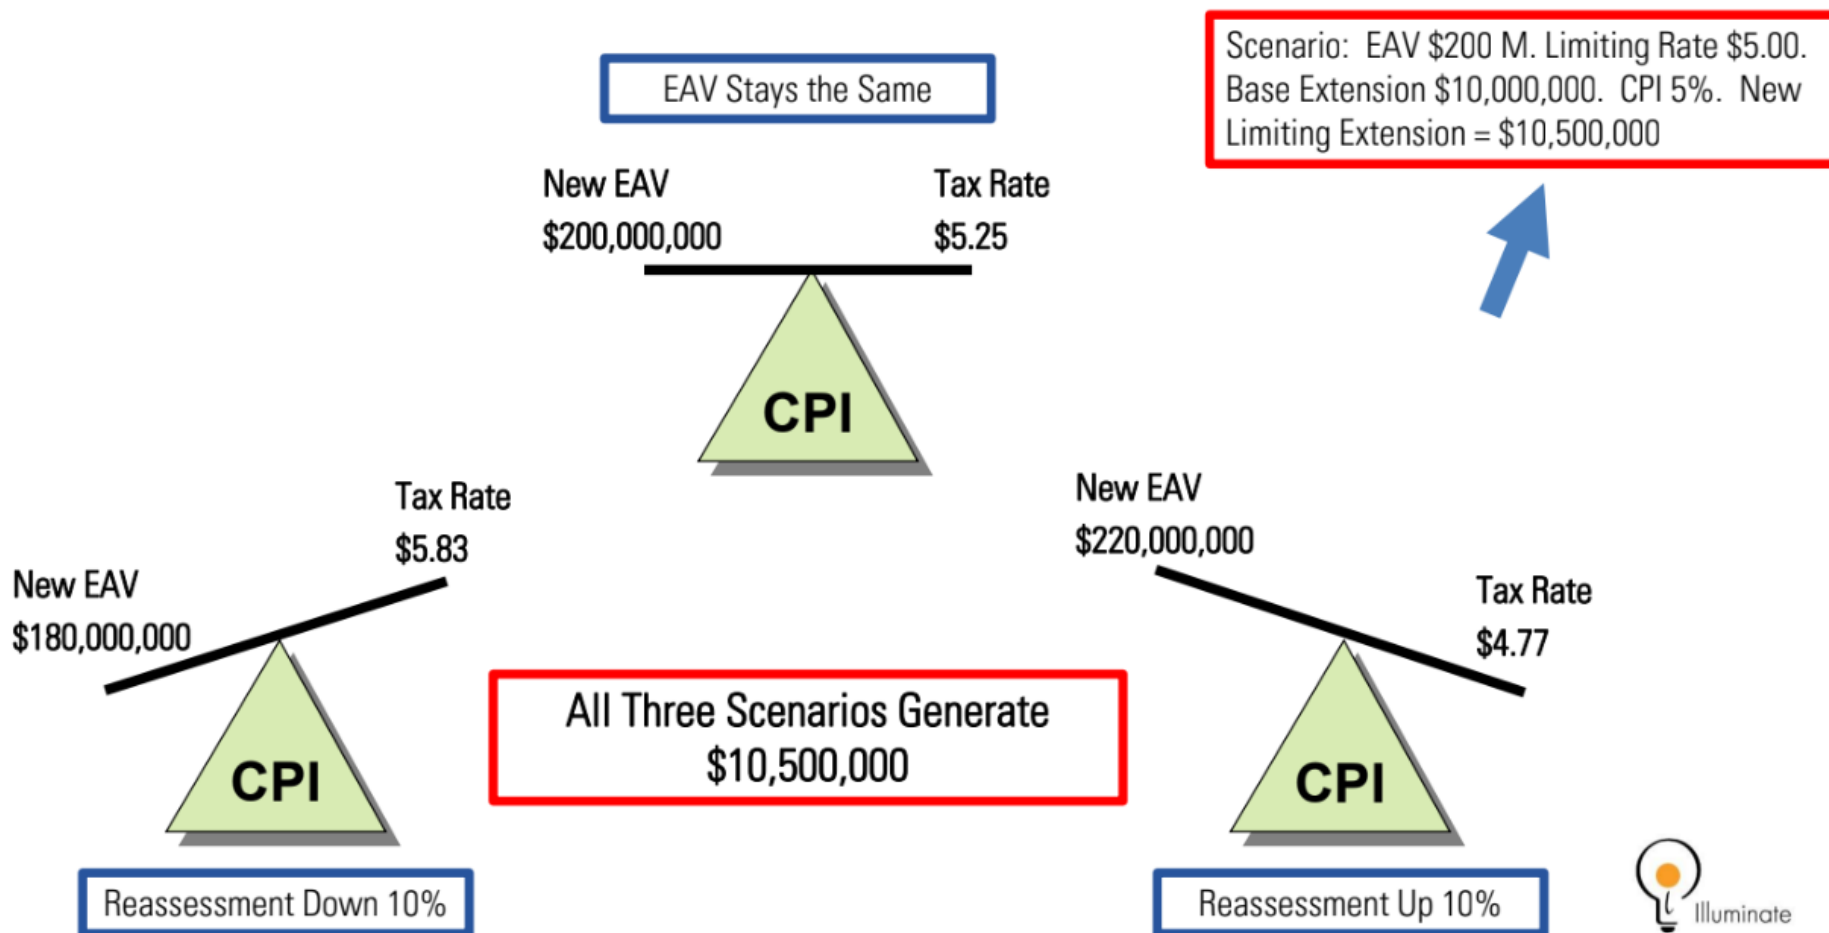 EAV Stays the Same
Scenario: EAV $200 M. Limiting Rate $5.00.
Base Extension $10,000,000. CPI 5%. New
Limiting Extension = $10,500,000
New EAV
$200,000,000
Tax Rate
$5.25
CPI
Tax Rate
$5.83
New EAV
$180,000,000
CPI
Reassessment Down 10%
All Three Scenarios Generate
$10,500,000
New EAV
$220,000,000
Tax Rate
$4.77
CPI
Reassessment Up 10%
Illuminate